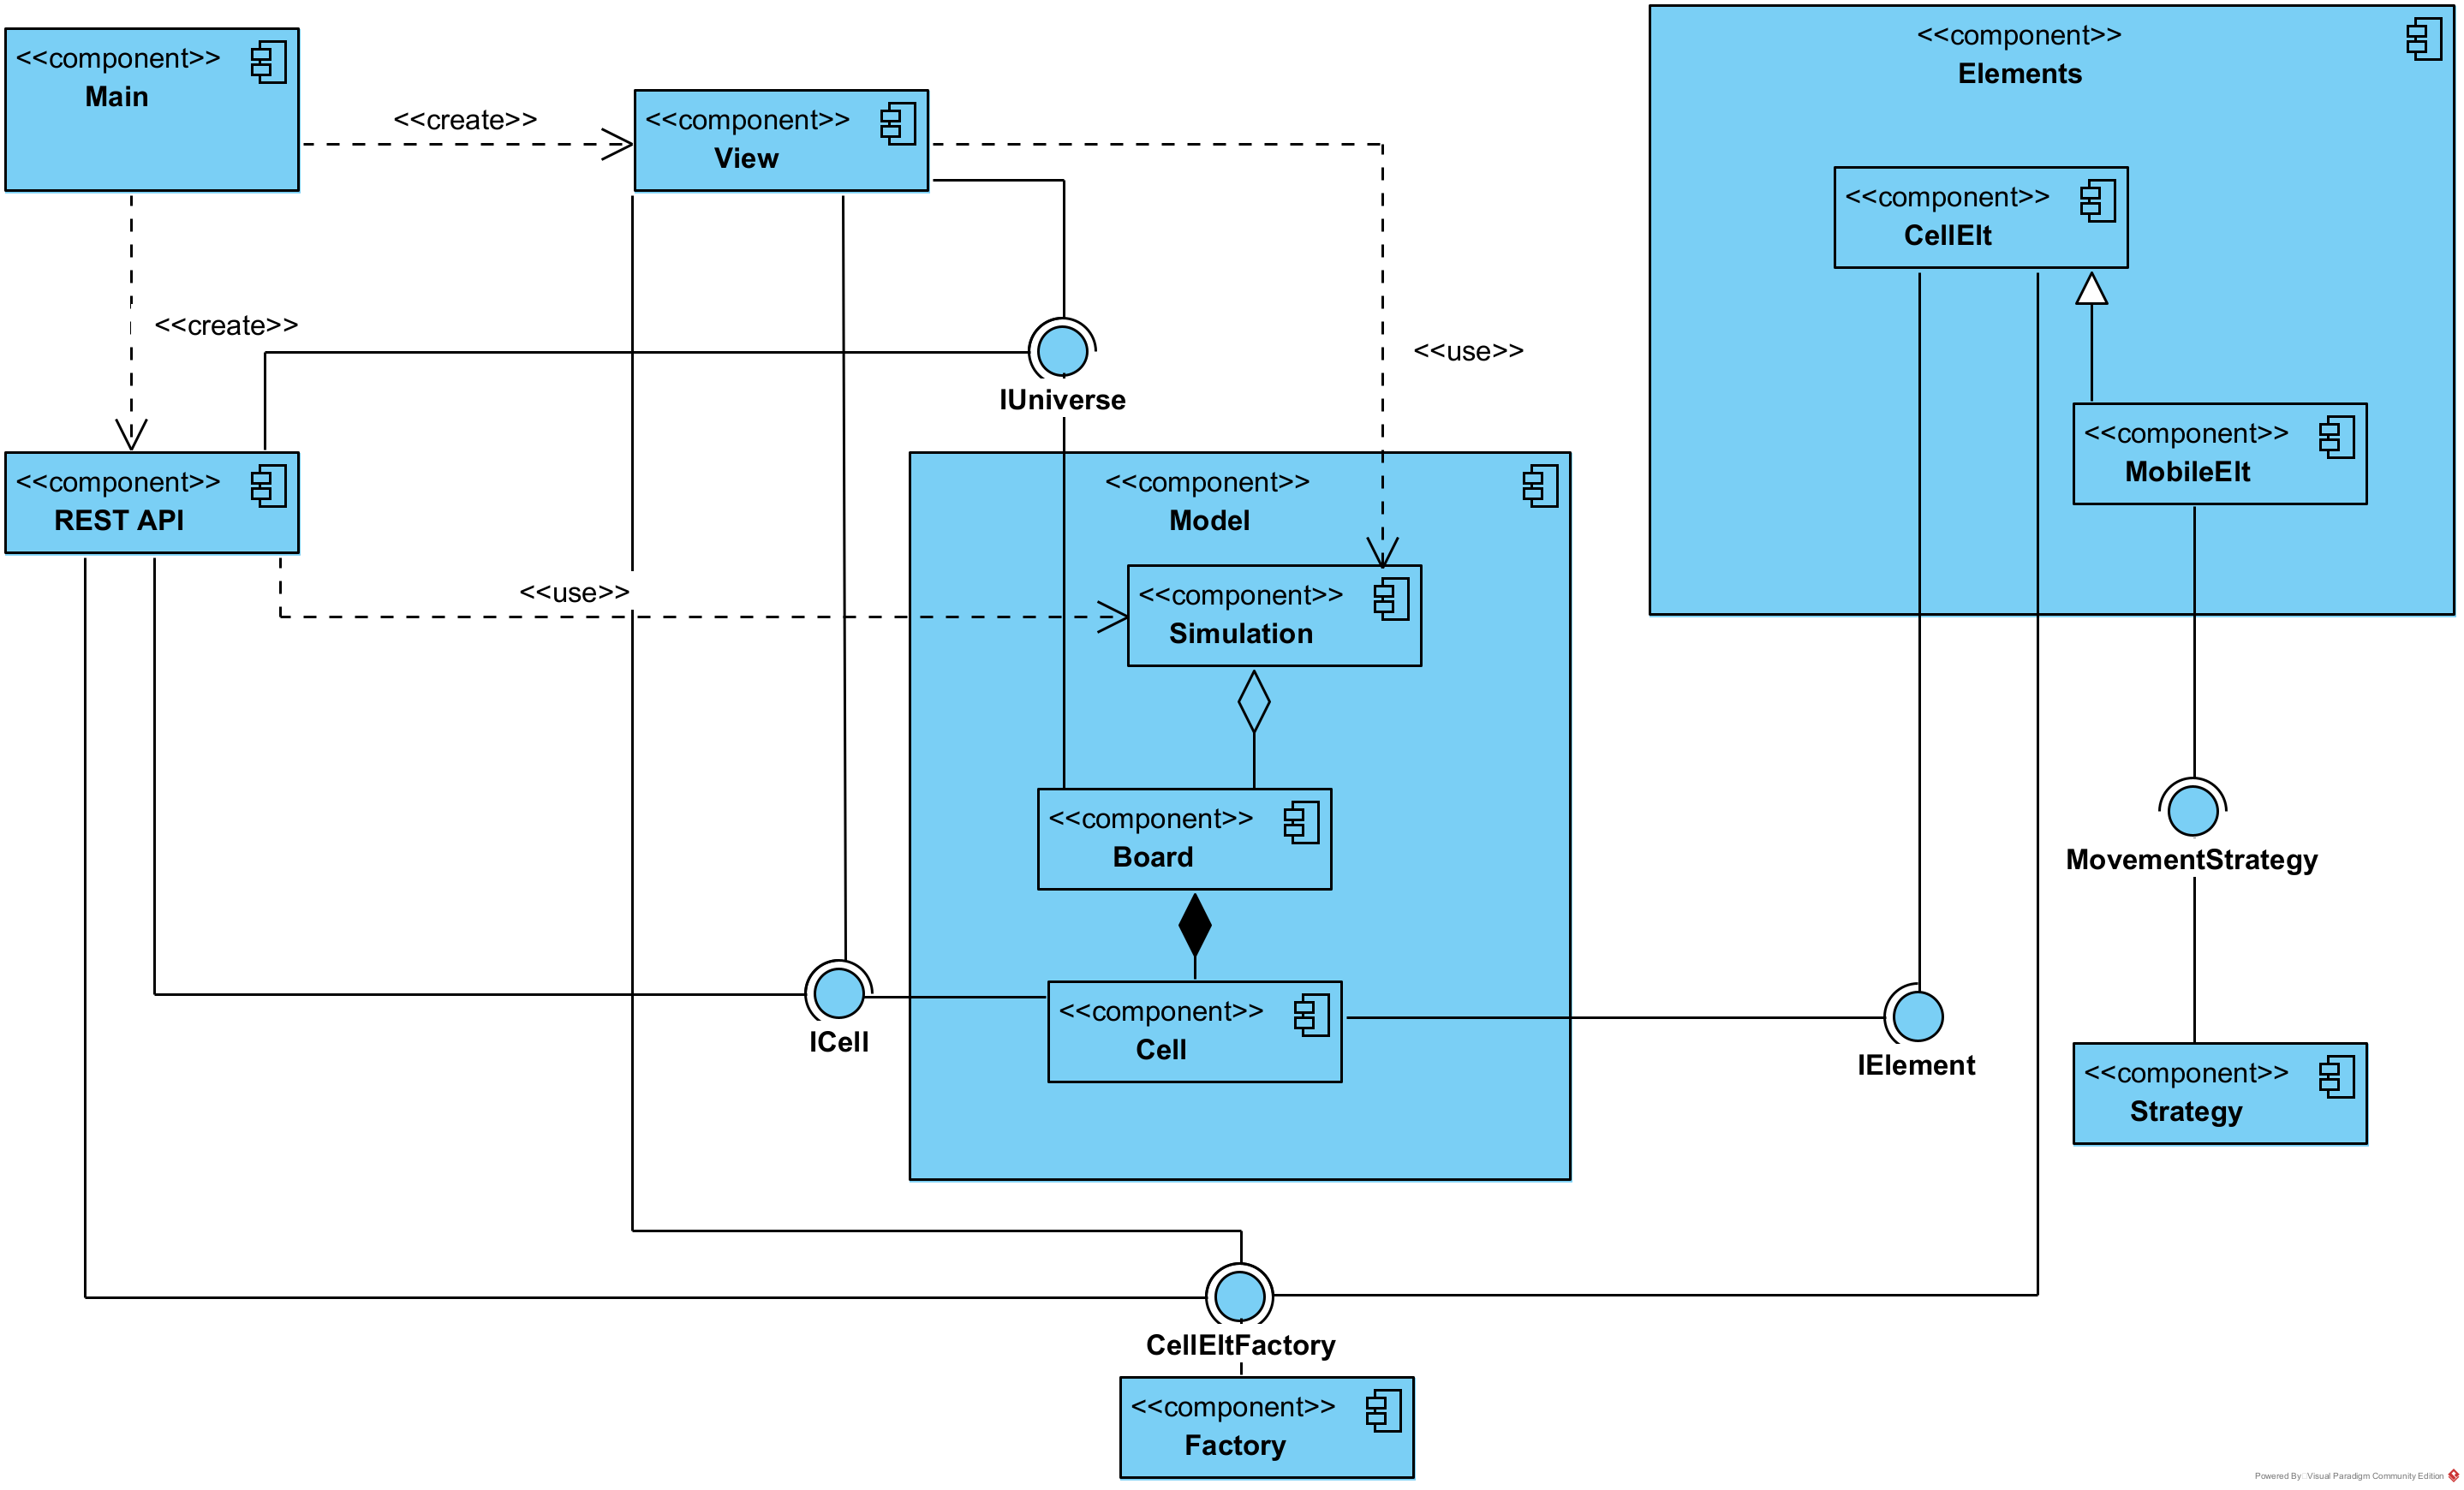 <<component>>
Main
<<create>>
<<component>>
View
<<component>>
Elements
<<component>>
CellElt
<<create>>
<<use>>
IUniverse
<<component>>
MobileElt
<<component>>
REST API
<<component>>
Model
<<use>>
<<component>>
Simulation
<<component>>
Board
MovementStrategy
<<component>>
Cell
ICell
IElement
<<component>>
Strategy
CellEltFactory
<<component>>
Factory
Powered By Visual Paradigm Community Edition